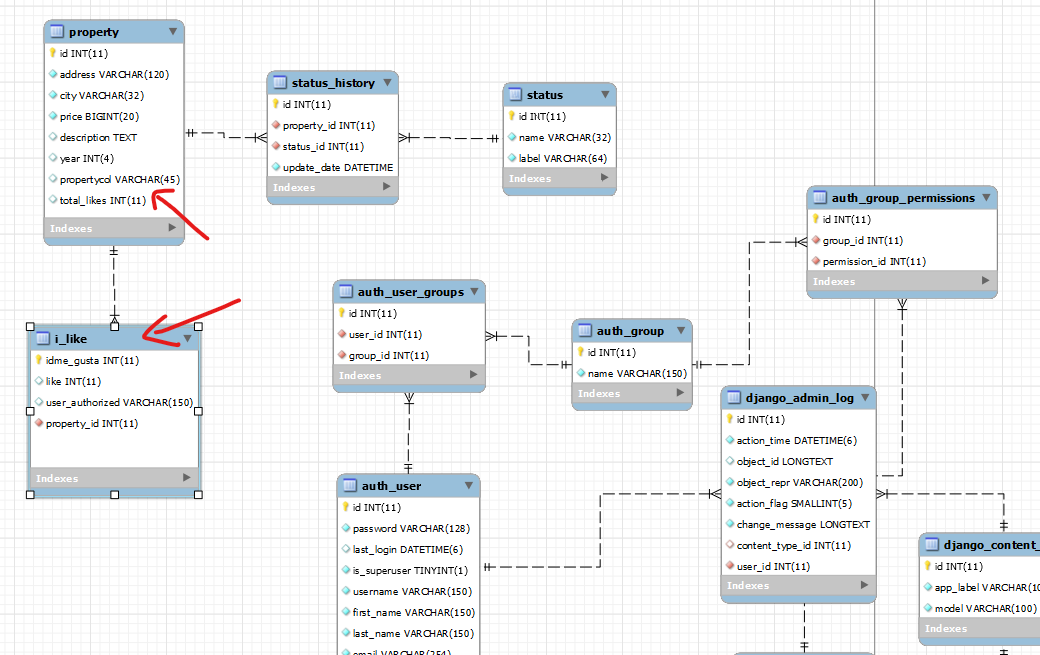 property
id INT(11)
address VARCHAR(120)
city VARCHAR(32)
price BIGINT(20)
description TEXT
year INT(4)
propertycol VARCHAR(45)
total_likes INT(11)
Indexes
status_history
id INT(11)
property_id INT(11)
status_id INT(11)
update_date DATETIME
Indexes
status
id INT(11)
name VARCHAR(32)
label VARCHAR(64)
Indexes
auth_group_permissions
id INT(11)
group_id INT(11)
permission_id INT(11)
Indexes
i_like
idme_gusta INT(11)
like INT(11)
user_authorized VARCHAR(150)
property_id INT(11)
Indexes
auth_user_groups
id INT(11)
user_id INT(11)
group_id INT(11)
Indexes
auth_group
id INT(11)
name VARCHAR(150)
Indexes
django_admin_log
id INT(11)
action_time DATETIME(6)
object_id LONGTEXT
object_repr VARCHAR(200)
action_flag SMALLINT(5)
change_message LONGTEXT
content_type_id INT(11)
user_id INT(11)
Indexes
auth_user
id INT(11)
password VARCHAR(128)
last_login DATETIME(6)
is_superuser TINYINT(1)
username VARCHAR(150)
first_name VARCHAR(150)
last_name VARCHAR(150)
email VARCHAR(254)
django_content_
id INT(11)
app_label VARCHAR(10
model VARCHAR(100)
Indexes